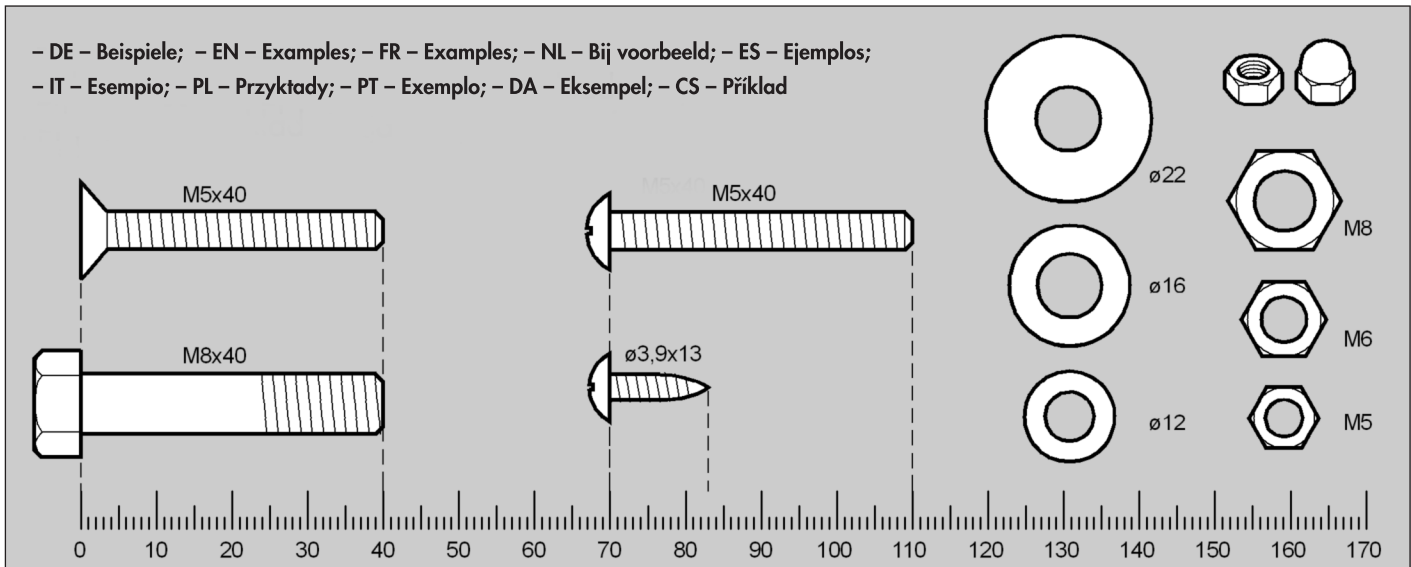 – DE – Beispiele; – EN – Examples; – FR – Examples; – NL – Bij voorbeeld; – ES – Ejemplos;
– IT – Esempio; – PL – Przyktady; – PT – Exemplo; – DA – Eksempel; – CS – Příklad
M5x40
M5x40
ø22
M8
ø16
M6
M8x40
ø3,9x13
ø12
M5
0 10 20 30 40 50 60 70 80 90 100 110 120 130 140 150 160 170